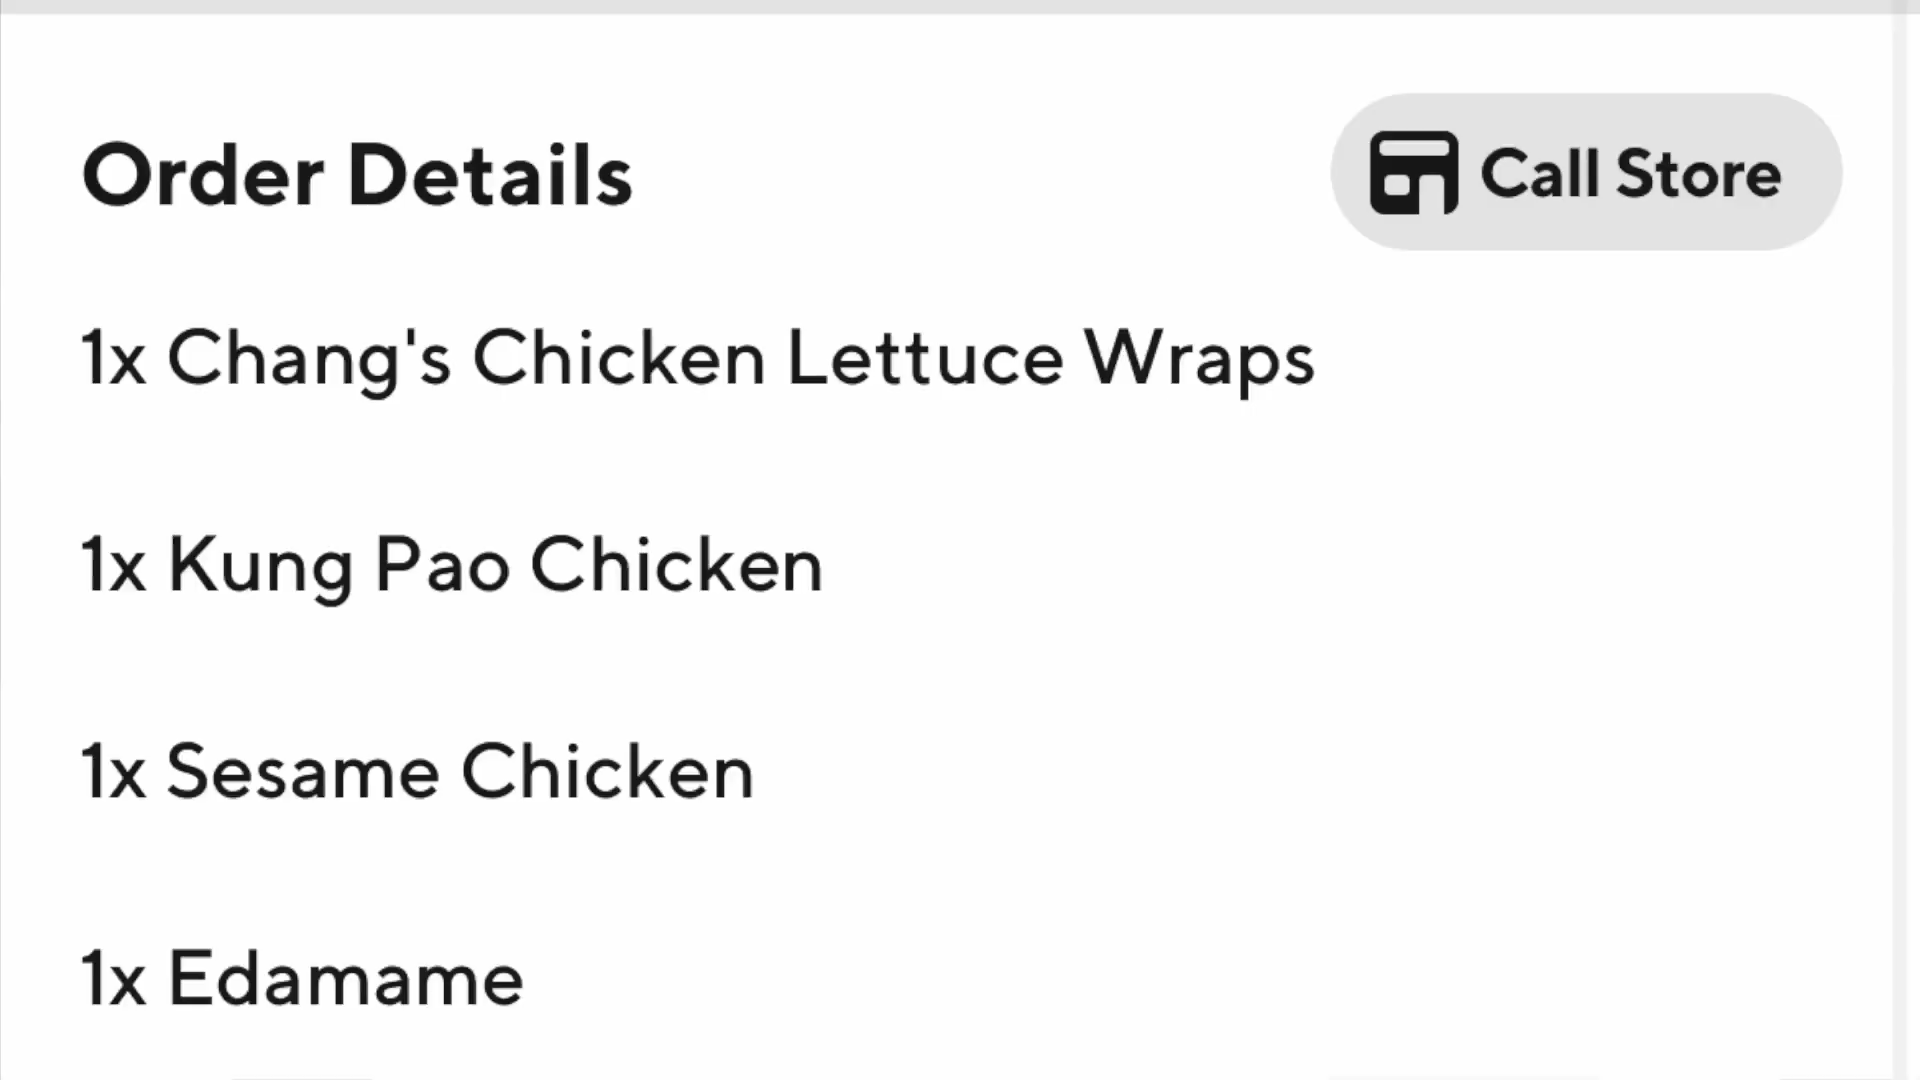 Order Details
Call Store
1x Chang's Chicken Lettuce Wraps
1x Kung Pao Chicken
1x Sesame Chicken
1x Edamame